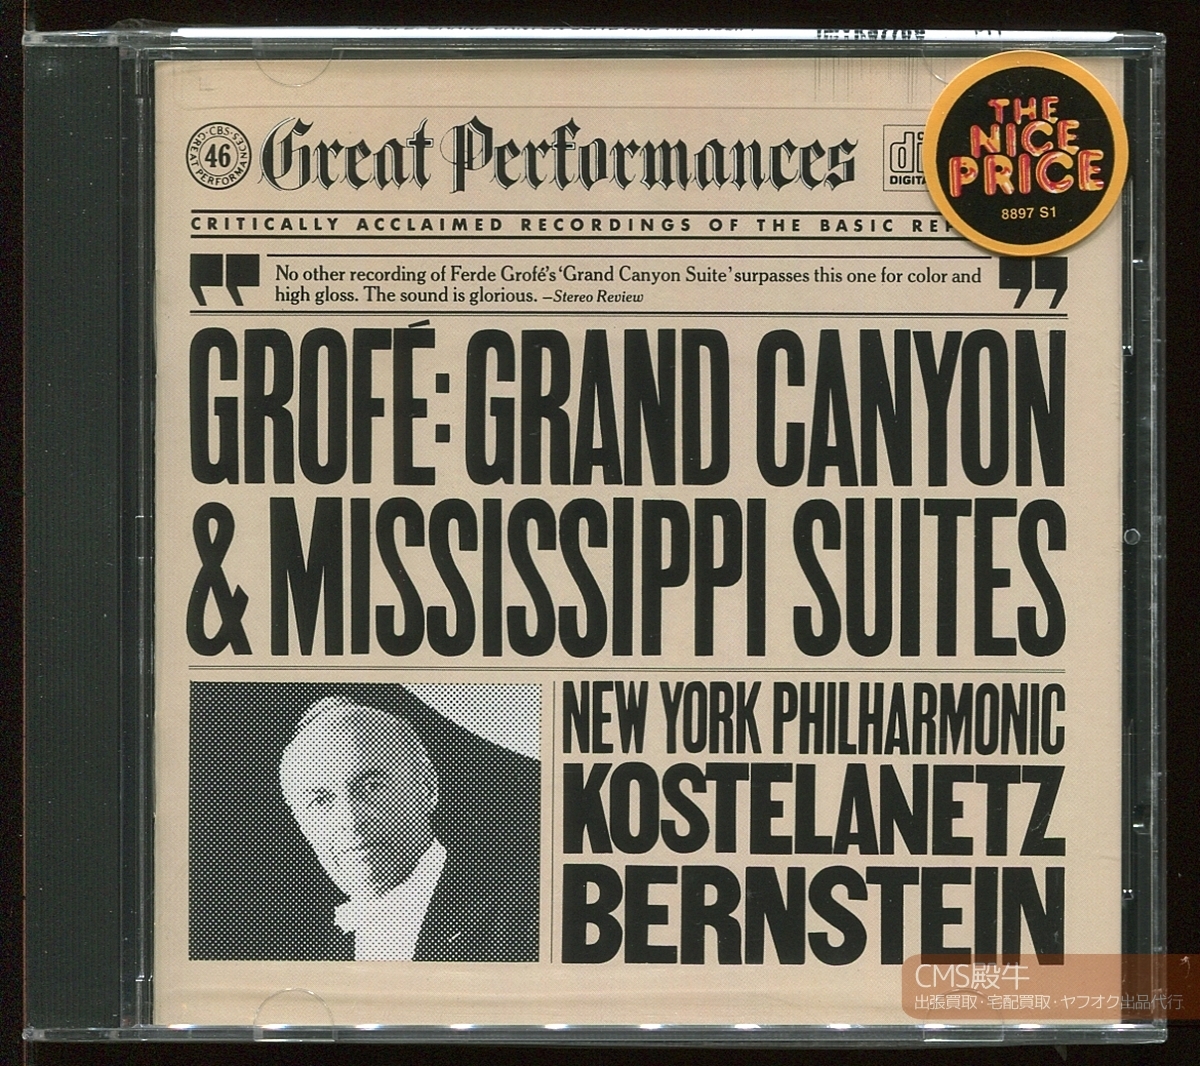 CBS
GREAT PERFORMANCES
46
Great Performances
DIGITAL
THE
NICE
PRICE
8897 S1
CRITICALLY ACCLAIMED RECORDINGS OF THE BASIC REP
No other recording of Ferde Grofé's 'Grand Canyon Suite' surpasses this one for color and
high gloss. The sound is glorious. –Stereo Review
GROFÉ: GRAND CANYON
& MISSISSIPPI SUITES
NEW YORK PHILHARMONIC
KOSTELANETZ
BERNSTEIN
CMS殿牛
出張買取・宅配買取・ヤフオク出品代行